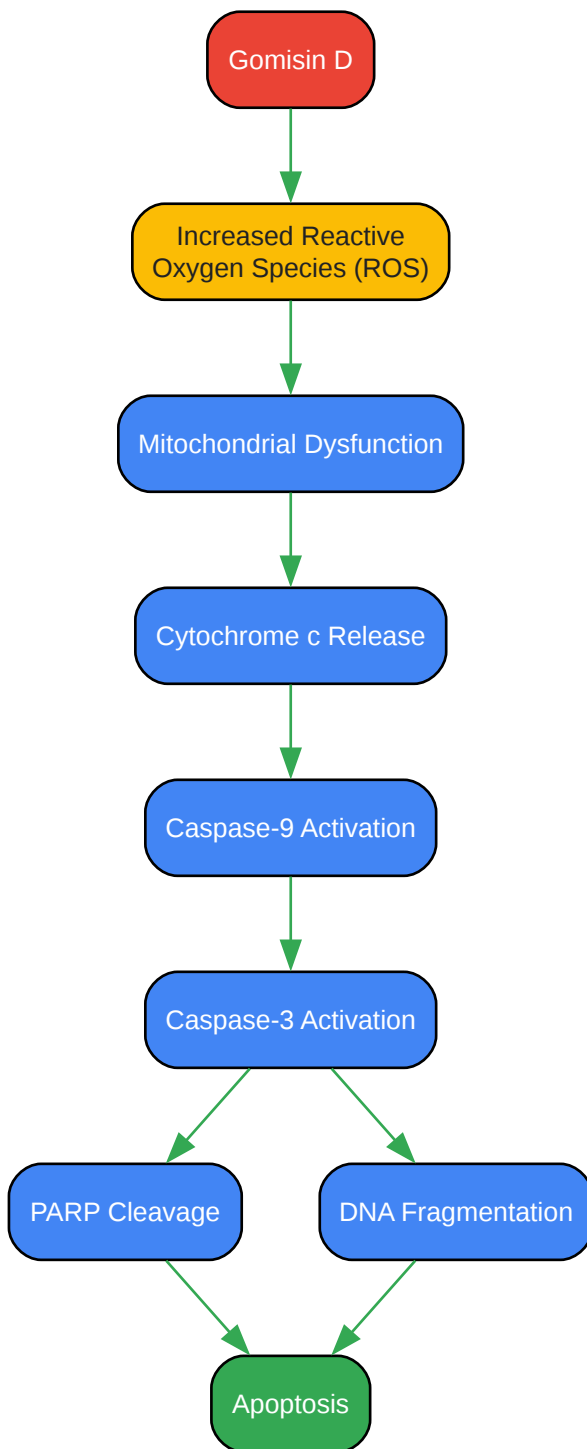 Gomisin D
Increased Reactive
Oxygen Species (ROS)
Mitochondrial Dysfunction
Cytochrome c Release
Caspase-9 Activation
Caspase-3 Activation
PARP Cleavage
DNA Fragmentation
Apoptosis